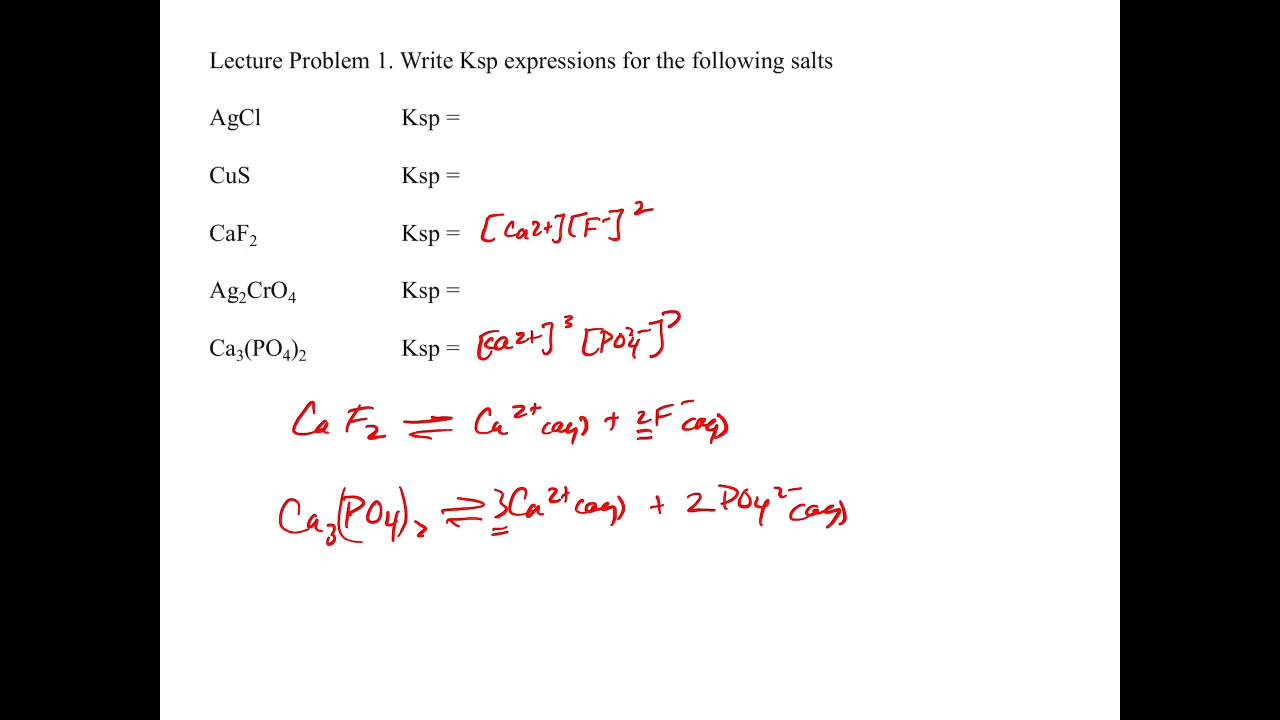 Lecture Problem 1. Write Ksp expressions for the following salts
AgCl Ksp =
CuS Ksp =
CaF₂ Ksp = [Ca2+][F⁻]²
Ag₂CrO₄ Ksp =
Ca₃(PO₄)₂ Ksp = [Ca2+]³ [PO₄³⁻]²
CaF₂ ⇌ Ca²⁺(aq) + 2F⁻(aq)
Ca₃(PO₄)₂ ⇌ 3Ca²⁺(aq) + 2PO₄²⁻(aq)